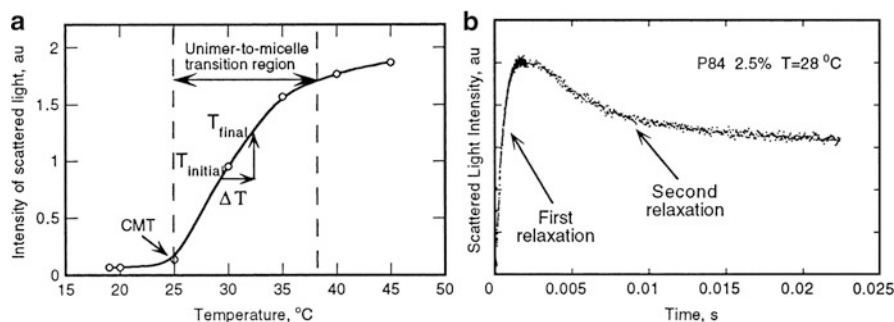 a
Intensity of scattered light, au
2
1.5
1
0.5
0
Unimer-to-micelle
transition region
T final
T initial
ΔT
CMT
15 20 25 30 35 40 45 50
Temperature, °C
b
Scattered Light Intensity, au
P84 2.5% T=28 °C
First
relaxation
Second
relaxation
0 0.005 0.01 0.015 0.02 0.025
Time, s